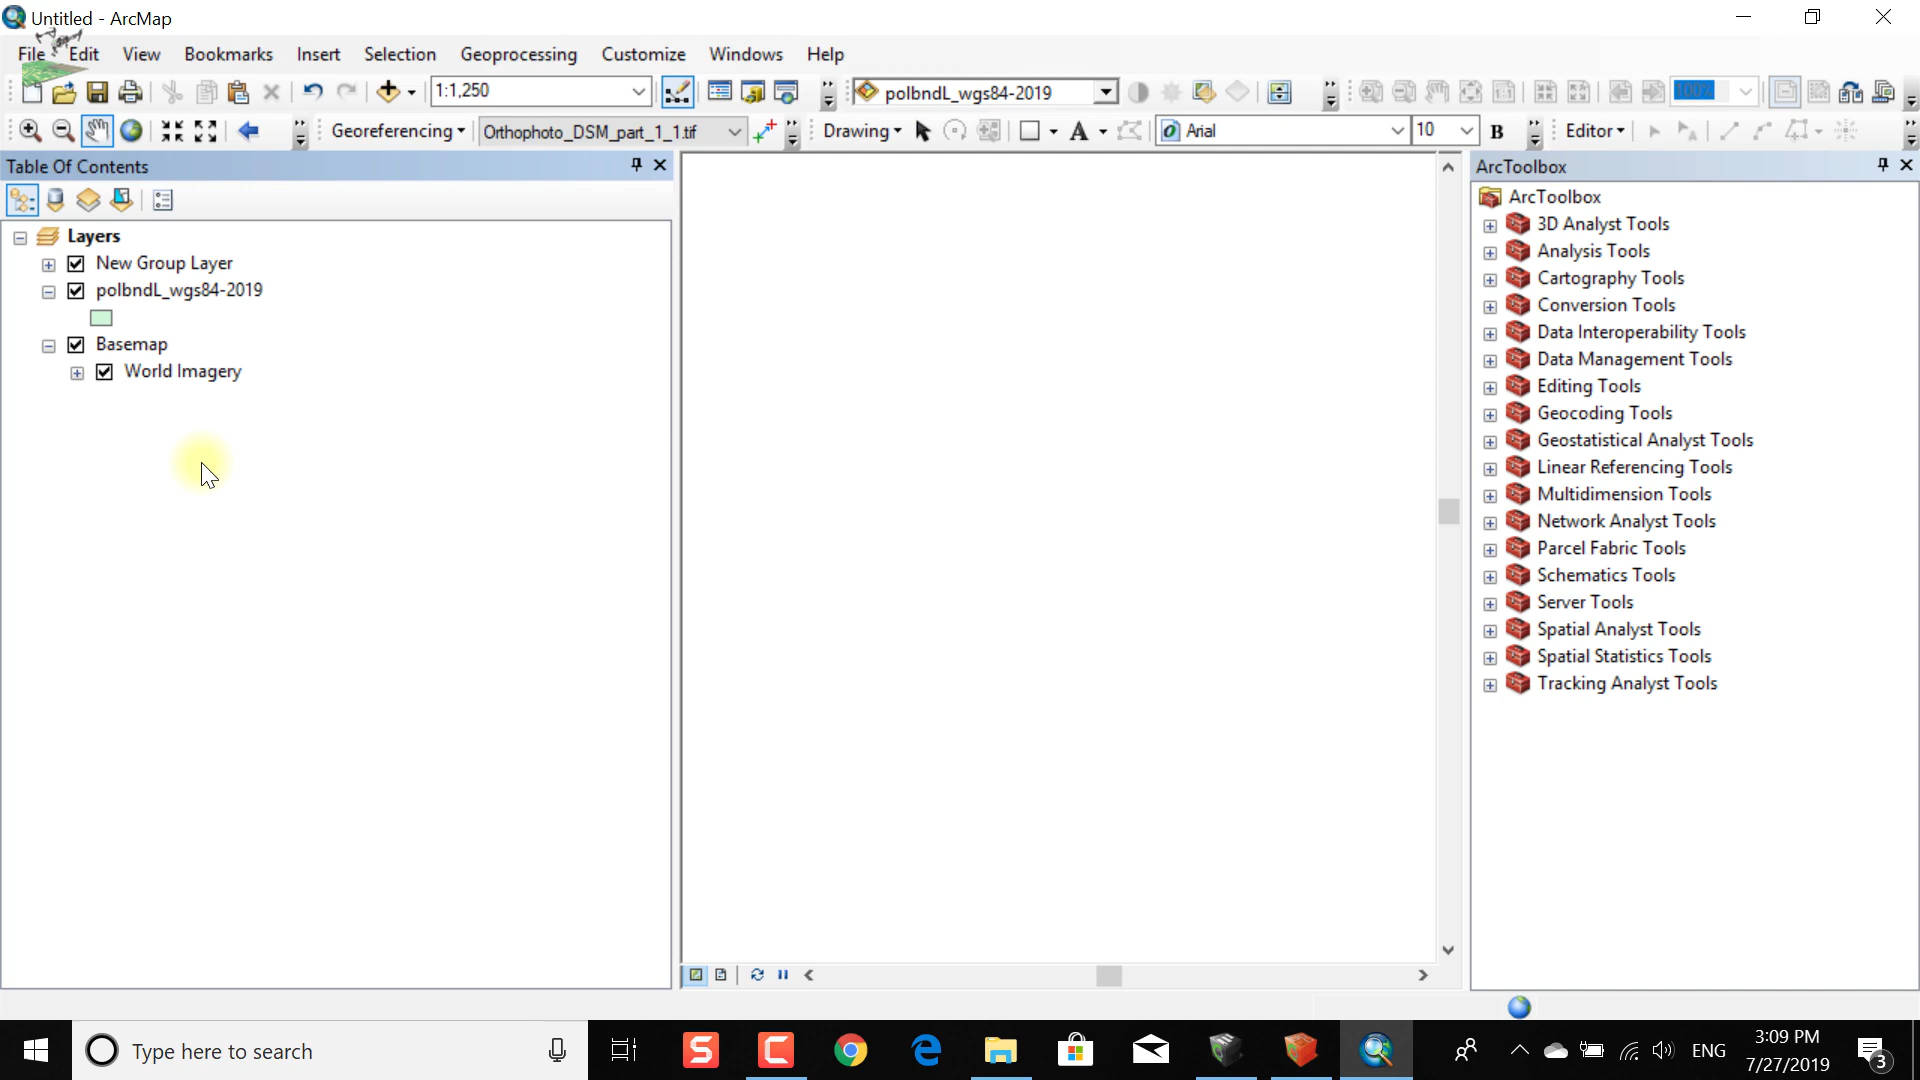 Untitled - ArcMap
File Edit View Bookmarks Insert Selection Geoprocessing Customize Windows Help
1:1,250 polbndL_wgs84-2019 100%
Georeferencing Orthophoto_DSM_part_1_1.tif Drawing A Arial 10 B Editor
Table Of Contents
Layers
New Group Layer
polbndL_wgs84-2019
Basemap
World Imagery
ArcToolbox
ArcToolbox
3D Analyst Tools
Analysis Tools
Cartography Tools
Conversion Tools
Data Interoperability Tools
Data Management Tools
Editing Tools
Geocoding Tools
Geostatistical Analyst Tools
Linear Referencing Tools
Multidimension Tools
Network Analyst Tools
Parcel Fabric Tools
Schematics Tools
Server Tools
Spatial Analyst Tools
Spatial Statistics Tools
Tracking Analyst Tools
Type here to search
ENG
3:09 PM
7/27/2019
3